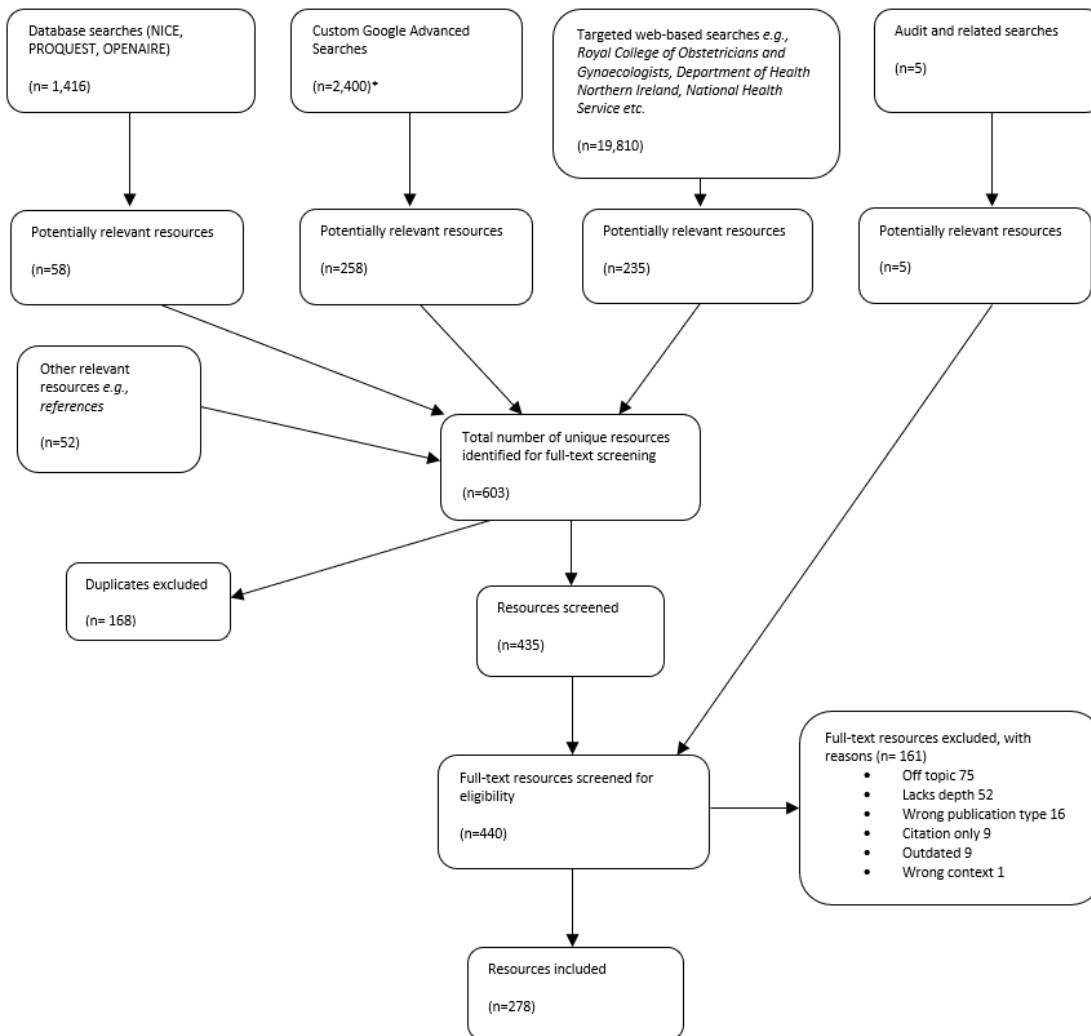 Database searches (NICE,
PROQUEST, OPENAIRE)
(n= 1,416)
Custom Google Advanced
Searches
(n=2,400)*
Targeted web-based searches e.g.,
Royal College of Obstetricians and
Gynaecologists, Department of Health
Northern Ireland, National Health
Service etc.
(n=19,810)
Audit and related searches
(n=5)
Potentially relevant resources
(n=58)
Potentially relevant resources
(n=258)
Potentially relevant resources
(n=235)
Potentially relevant resources
(n=5)
Other relevant
resources e.g.,
references
(n=52)
Total number of unique resources
identified for full-text screening
(n=603)
Duplicates excluded
(n= 168)
Resources screened
(n=435)
Full-text resources screened for
eligibility
(n=440)
Full-text resources excluded, with
reasons (n= 161)
• Off topic 75
• Lacks depth 52
• Wrong publication type 16
• Citation only 9
• Outdated 9
• Wrong context 1
Resources included
(n=278)